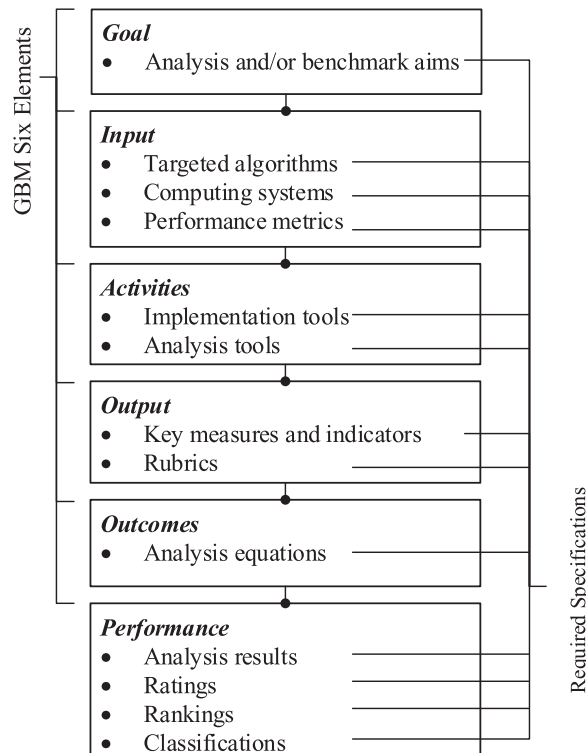 GBM Six Elements
Goal
• Analysis and/or benchmark aims
Input
• Targeted algorithms
• Computing systems
• Performance metrics
Activities
• Implementation tools
• Analysis tools
Output
• Key measures and indicators
• Rubrics
Outcomes
• Analysis equations
Performance
• Analysis results
• Ratings
• Rankings
• Classifications
Required Specifications